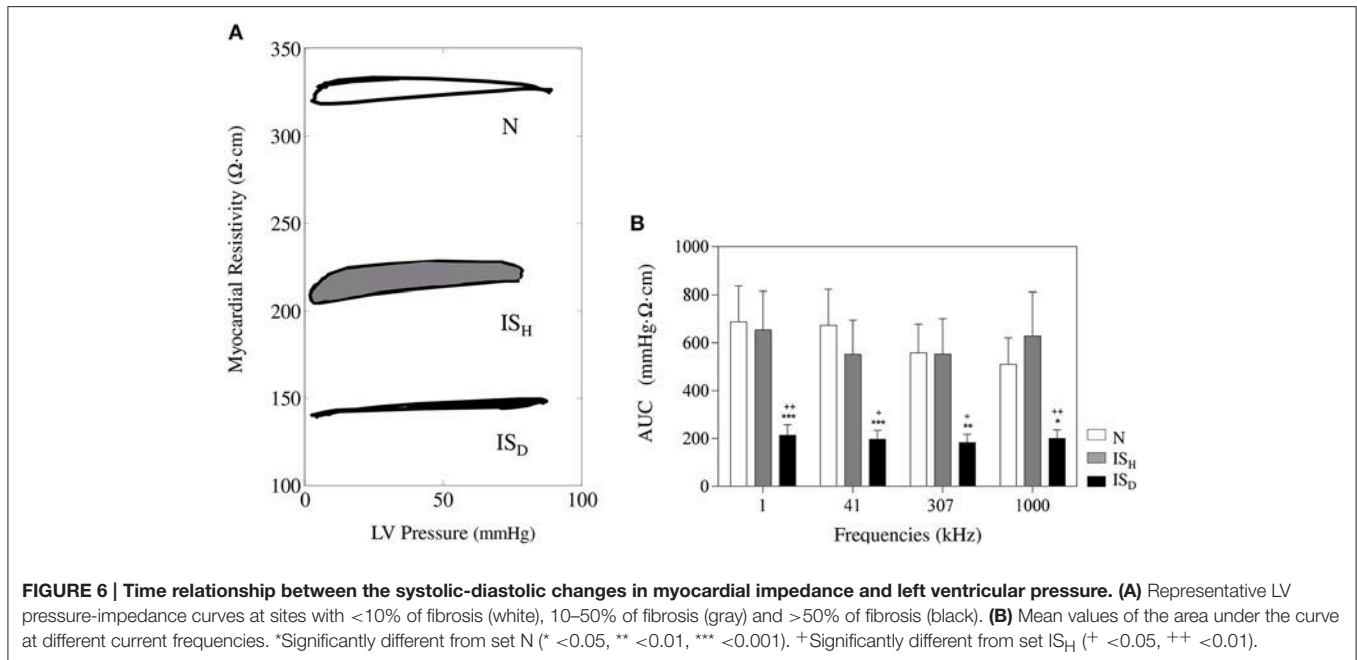 A
350
300
250
200
150
100
Myocardial Resistivity (Ω·cm)
N
IS_H
IS_D
0
50
100
LV Pressure (mmHg)
B
1000
800
600
400
200
0
AUC (mmHg·Ω·cm)
++
***
+
***
+
**
++
*
1
41
307
1000
Frequencies (kHz)
N
IS_H
IS_D
FIGURE 6 | Time relationship between the systolic-diastolic changes in myocardial impedance and left ventricular pressure. (A) Representative LV
pressure-impedance curves at sites with <10% of fibrosis (white), 10–50% of fibrosis (gray) and >50% of fibrosis (black). (B) Mean values of the area under the curve
at different current frequencies. *Significantly different from set N (* <0.05, ** <0.01, *** <0.001). +Significantly different from set IS_H (+ <0.05, ++ <0.01).